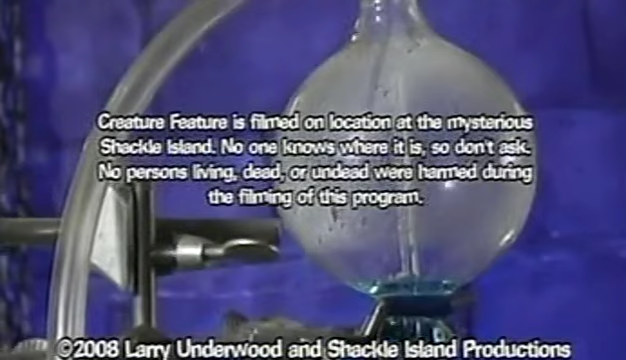 Creature Feature is filmed on location at the mysterious
Shackle Island. No one knows where it is, so don't ask.
No persons living, dead, or undead were harmed during
the filming of this program.
©2008 Larry Underwood and Shackle Island Productions